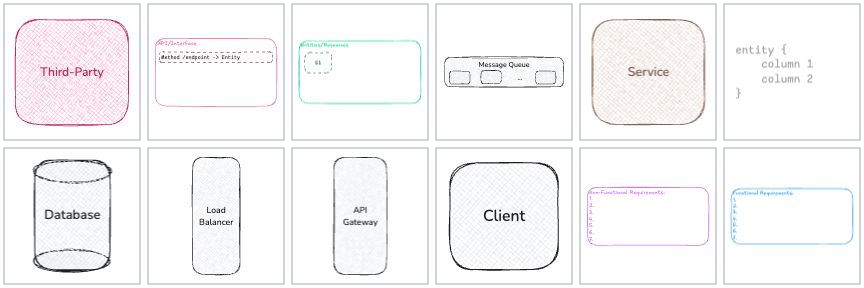 Third-Party
API/Interface
Method /endpoint -> Entity
Entities/Resources
E1
Message Queue
...
Service
entity {
column 1
column 2
}
Database
Load
Balancer
API
Gateway
Client
Non-Functional Requirements:
1.
2.
3.
4.
5.
6.
7.
Functional Requirements:
1.
2.
3.
4.
5.
6.
7.